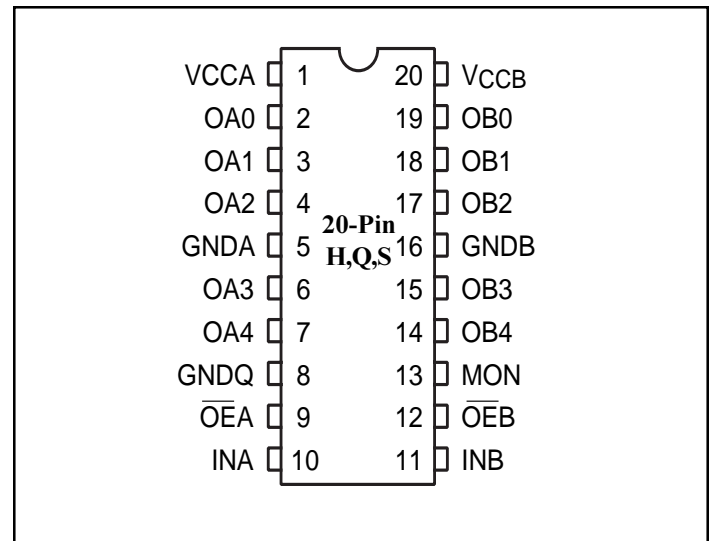 VCCA 1 20 VCCB
OA0 2 19 OB0
OA1 3 18 OB1
OA2 4 17 OB2
20-Pin
GNDA 5 H,Q,S 16 GNDB
OA3 6 15 OB3
OA4 7 14 OB4
GNDQ 8 13 MON
O̅E̅A 9 12 O̅E̅B
INA 10 11 INB